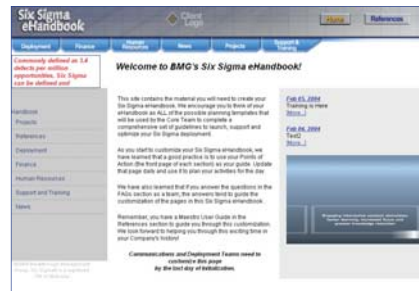 Six Sigma
eHandbook
Client
Logo
Home
References
Deployment
Finance
Human
Resources
News
Projects
Support &
Training
Commonly defined as 3.4
defects per million
opportunities, Six Sigma
can be defined and
Welcome to BMG's Six Sigma eHandbook!
Handbook
Projects
References
Deployment
Finance
Human Resources
Support and Training
News
This site contains the material you will need to create your
Six Sigma eHandbook. We encourage you to think of your
eHandbook as ALL of the possible planning templates that
will be used by the Core Team to complete a
comprehensive set of guidelines to launch, support and
optimize your Six Sigma deployment.
As you start to customize your Six Sigma eHandbook, we
have learned that a good practice is to use your Points of
Action (the third page of each section) as your guide. Update
that page date and use it to plan your activities for the day.
We have also learned that if you answer the questions in the
FAQs section as a team, the answers tend to guide the
customization of the pages in this Six Sigma eHandbook.
Remember, you have a Maestro User Guide in the
References section to guide you through this customization.
We look forward to helping you through this exciting time in
your Company's history!
Communications and Deployment Teams need to
customize this page
by the last day of Initialization.
Feb 05, 2004
Training is Here
[More..]
Feb 04, 2004
Test2
[More..]